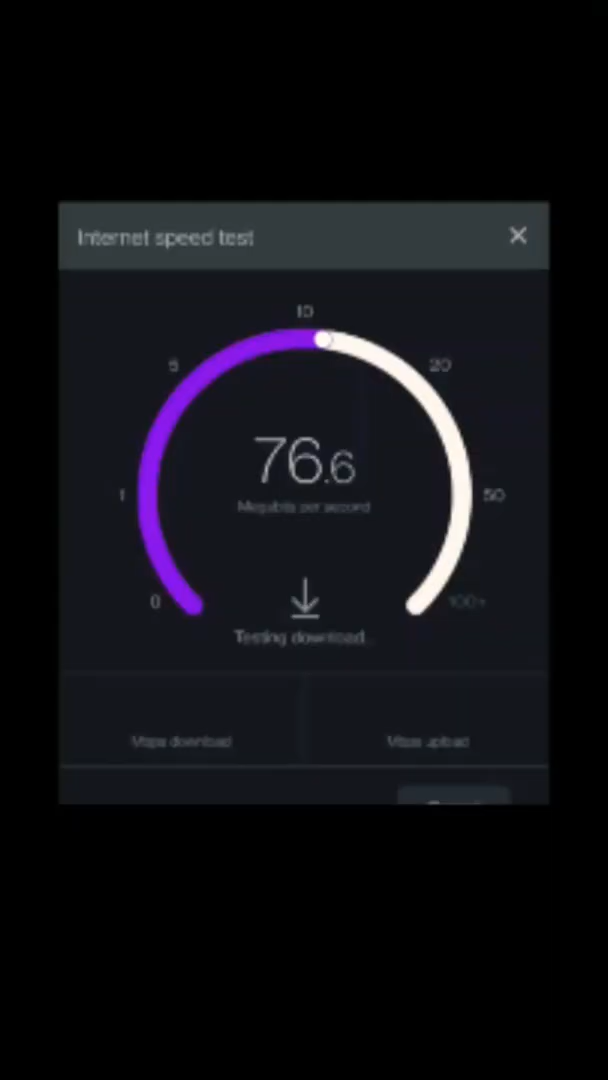 Internet speed test ×
10
5
20
76.6
1
50
Megabits per second
0
100+
Testing download...
Mbps download
Mbps upload